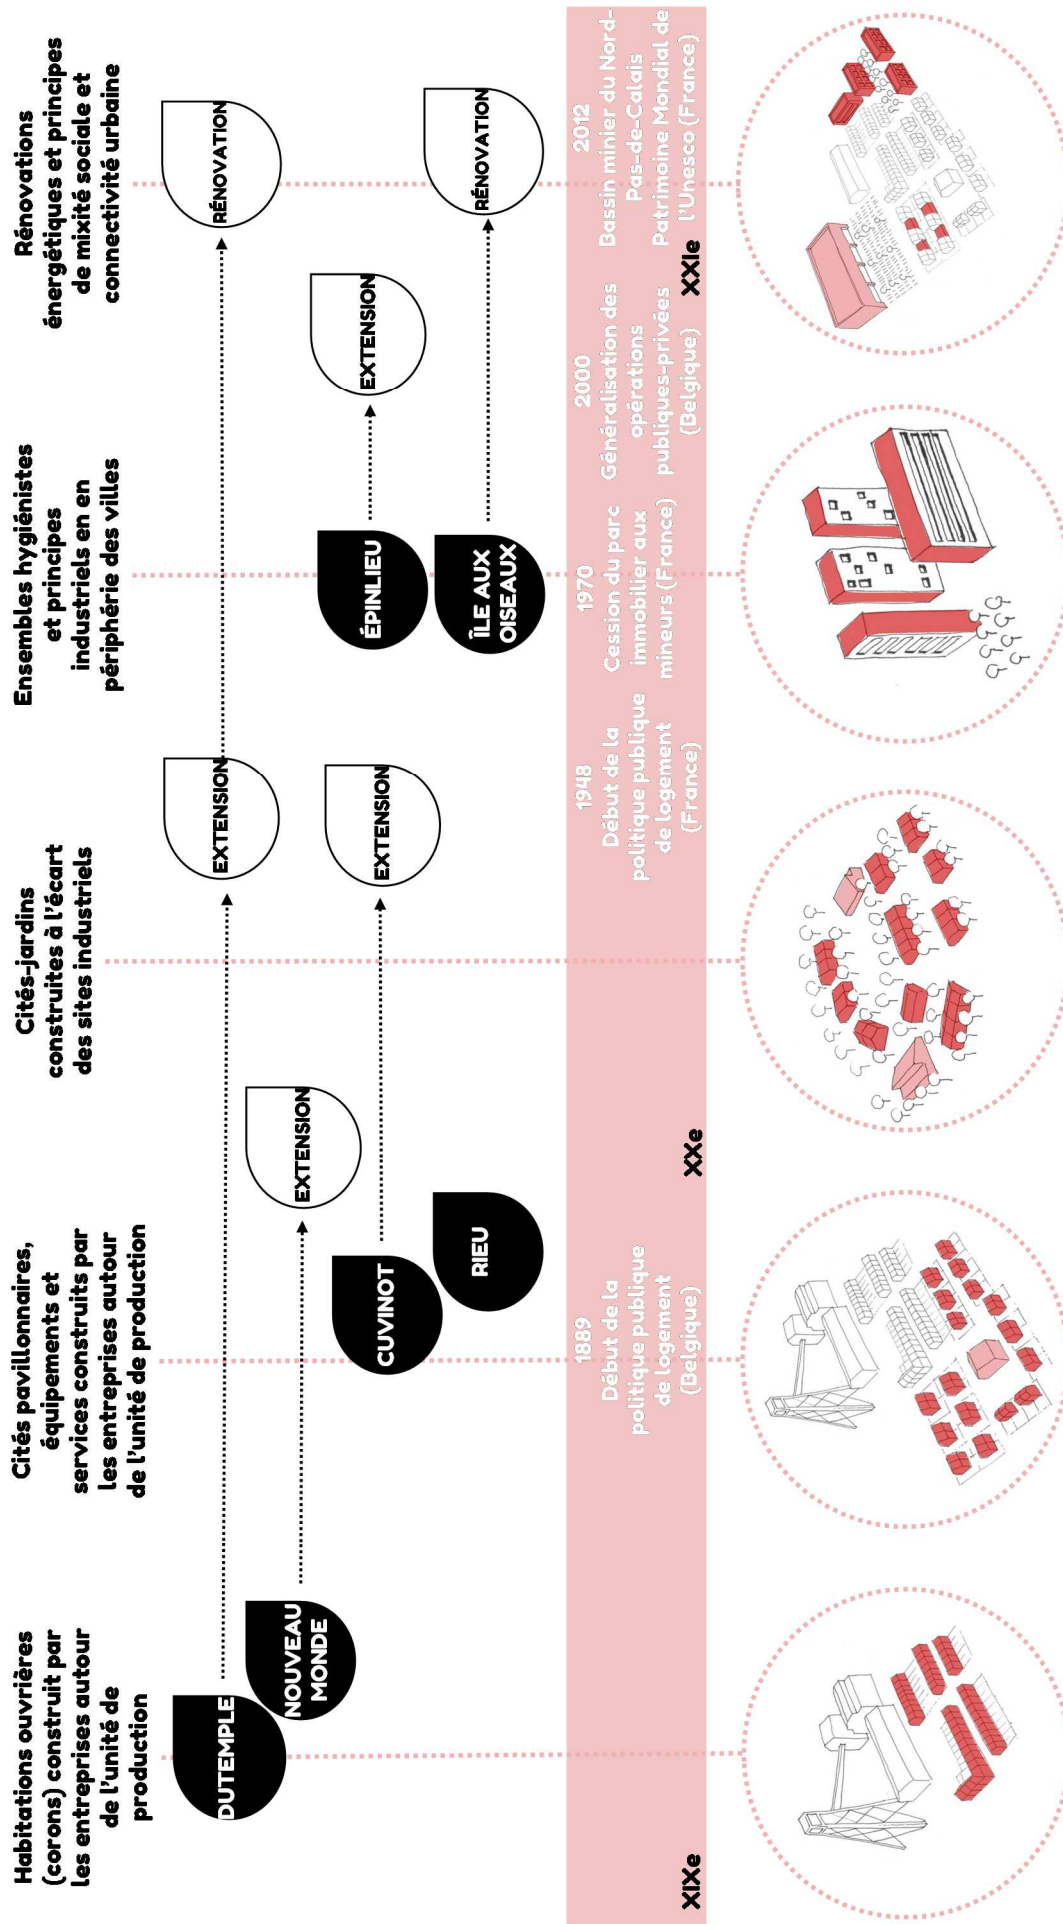 Habitations ouvrières
(corons) construit par
les entreprises autour
de l'unité de
production
Cités pavillonnaires,
équipements et
services construits par
les entreprises autour
de l'unité de production
Cités-jardins
construites à l'écart
des sites industriels
Ensembles hygiénistes
et principes
industriels en en
périphérie des villes
Rénovations
énergétiques et principes
de mixité sociale et
connectivité urbaine
DUTEMPLE
EXTENSION
RÉNOVATION
NOUVEAU
MONDE
EXTENSION
CUVINOT
EXTENSION
ÉPINLIEU
EXTENSION
RIEU
ÎLE AUX
OISEAUX
RÉNOVATION
1889
Début de la
politique publique
de logement
(Belgique)
1948
Début de la
politique publique
de logement
(France)
1970
Cession du parc
immobilier aux
mineurs (France)
2000
Généralisation des
opérations
publiques-privées
(Belgique)
2012
Bassin minier du Nord-
Pas-de-Calais
Patrimoine Mondial de
l'Unesco (France)
XIXe
XXe
XXIe